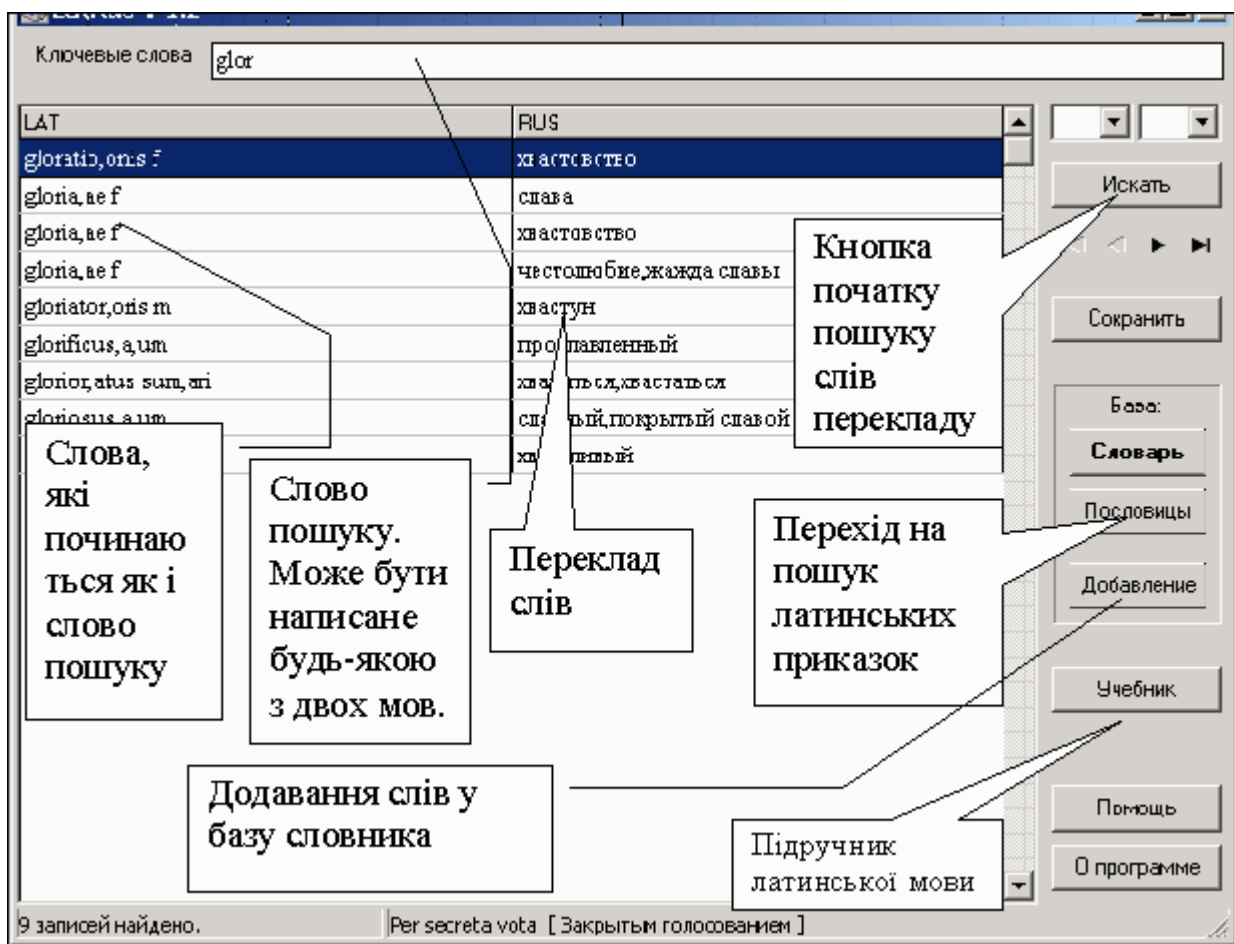 Ключевые слова
glor
LAT RUS
gloratio,onis f хвастовство
gloria,ae f слава
gloria,ae f хвастовство
gloria,ae f честолюбие,жажда славы
gloriator,oris m хвастун
glorificus,a,um
glorior,atus sum,ari
gloriosus,a,um покрытый славой
Искать
Сохранить
База:
Словарь
Пословицы
Добавление
Учебник
Помощь
О программе
Кнопка
початку
пошуку
слів
перекладу
Слова,
які
починаю
ться як і
слово
пошуку
Слово
пошуку.
Може бути
написане
будь-якою
з двох мов.
Переклад
слів
Перехід на
пошук
латинських
приказок
Додавання слів у
базу словника
Підручник
латинської мови
9 записей найдено.
Per secreta vota [ Закрытым голосованием ]